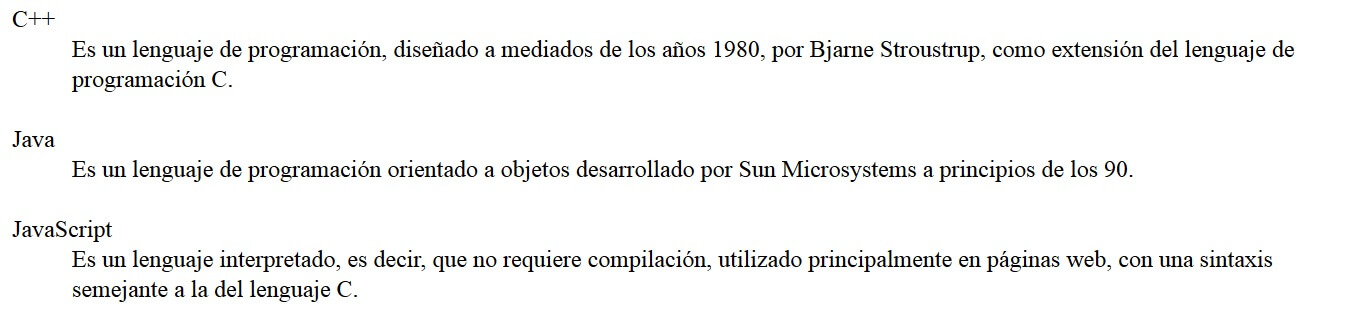 C++
Es un lenguaje de programación, diseñado a mediados de los años 1980, por Bjarne Stroustrup, como extensión del lenguaje de
programación C.
Java
Es un lenguaje de programación orientado a objetos desarrollado por Sun Microsystems a principios de los 90.
JavaScript
Es un lenguaje interpretado, es decir, que no requiere compilación, utilizado principalmente en páginas web, con una sintaxis
semejante a la del lenguaje C.